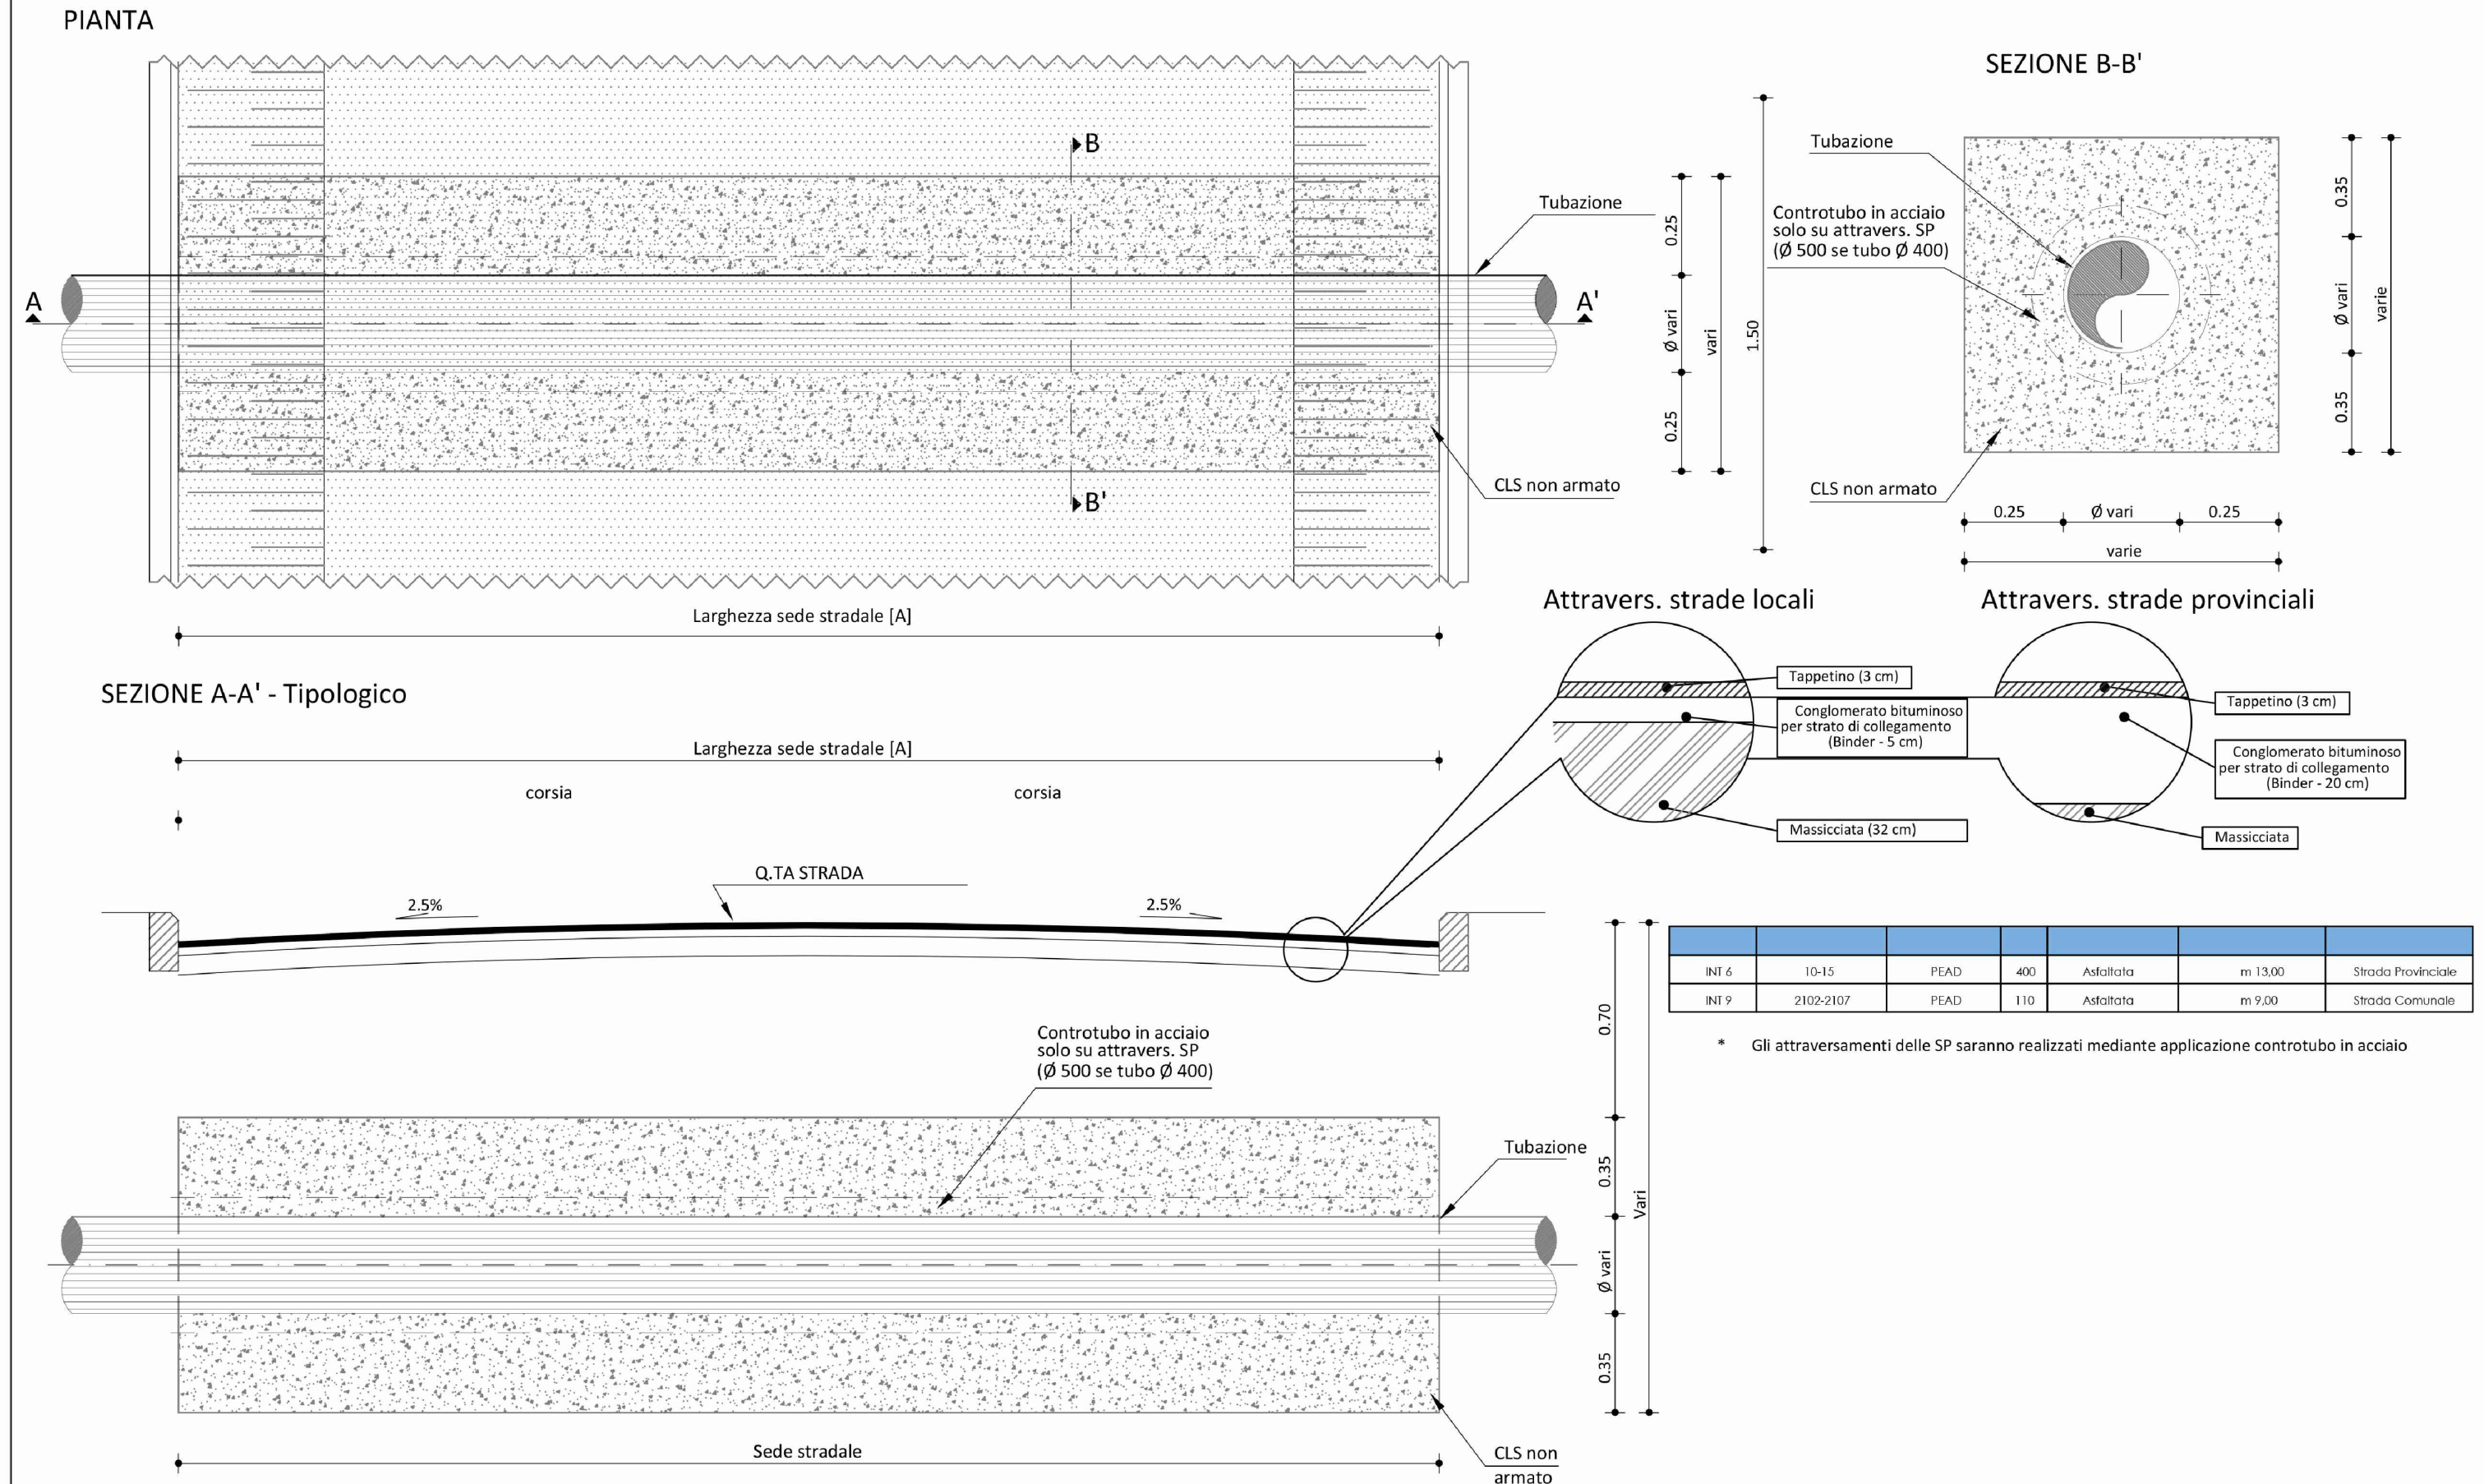 PIANTA
B
B'
A
A'
Tubazione
CLS non armato
0.25
Ø vari
0.25
vari
1.50
Larghezza sede stradale [A]
SEZIONE B-B'
Tubazione
Controtubo in acciaio
solo su attravers. SP
(Ø 500 se tubo Ø 400)
CLS non armato
0.35
Ø vari
0.35
varie
0.25
Ø vari
0.25
varie
Attravers. strade locali
Tappetino (3 cm)
Conglomerato bituminoso
per strato di collegamento
(Binder - 5 cm)
Massicciata (32 cm)
Attravers. strade provinciali
Tappetino (3 cm)
Conglomerato bituminoso
per strato di collegamento
(Binder - 20 cm)
Massicciata
SEZIONE A-A' - Tipologico
Larghezza sede stradale [A]
corsia
corsia
Q.TA STRADA
2.5%
2.5%
Controtubo in acciaio
solo su attravers. SP
(Ø 500 se tubo Ø 400)
Tubazione
0.70
0.35
Ø vari
0.35
Vari
Sede stradale
CLS non
armato
INT 6 10-15 PEAD 400 Asfaltata m 13,00 Strada Provinciale
INT 9 2102-2107 PEAD 110 Asfaltata m 9,00 Strada Comunale
* Gli attraversamenti delle SP saranno realizzati mediante applicazione controtubo in acciaio